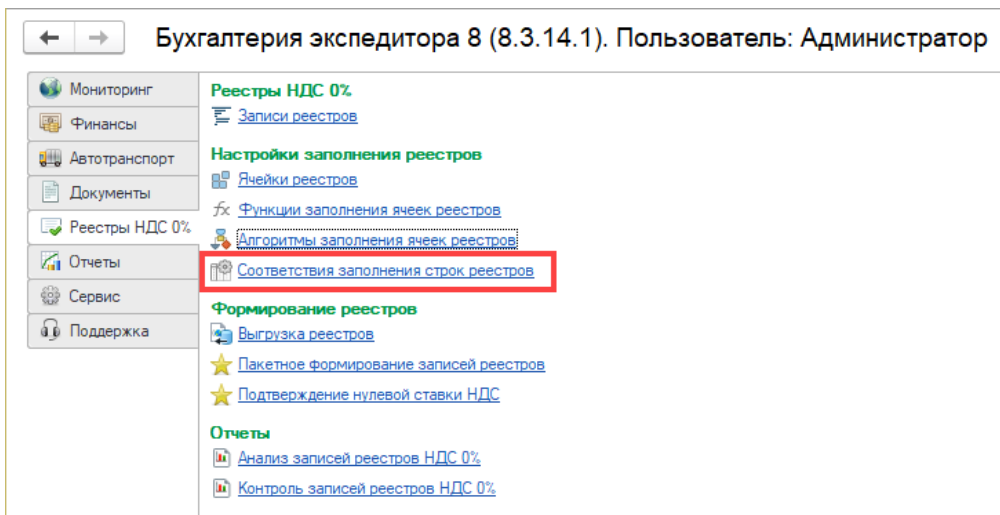 Бухгалтерия экспедитора 8 (8.3.14.1). Пользователь: Администратор
Мониторинг
Финансы
Автотранспорт
Документы
Реестры НДС 0%
Отчеты
Сервис
Поддержка
Реестры НДС 0%
Записи реестров
Настройки заполнения реестров
Ячейки реестров
fx Функции заполнения ячеек реестров
Алгоритмы заполнения ячеек реестров
Соответствия заполнения строк реестров
Формирование реестров
Выгрузка реестров
Пакетное формирование записей реестров
Подтверждение нулевой ставки НДС
Отчеты
Анализ записей реестров НДС 0%
Контроль записей реестров НДС 0%